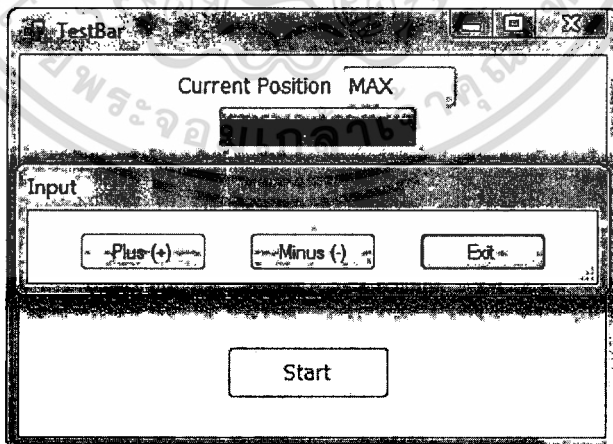 TestBar
Current Position MAX
Input
Plus (+) Minus (-) Exit
Start